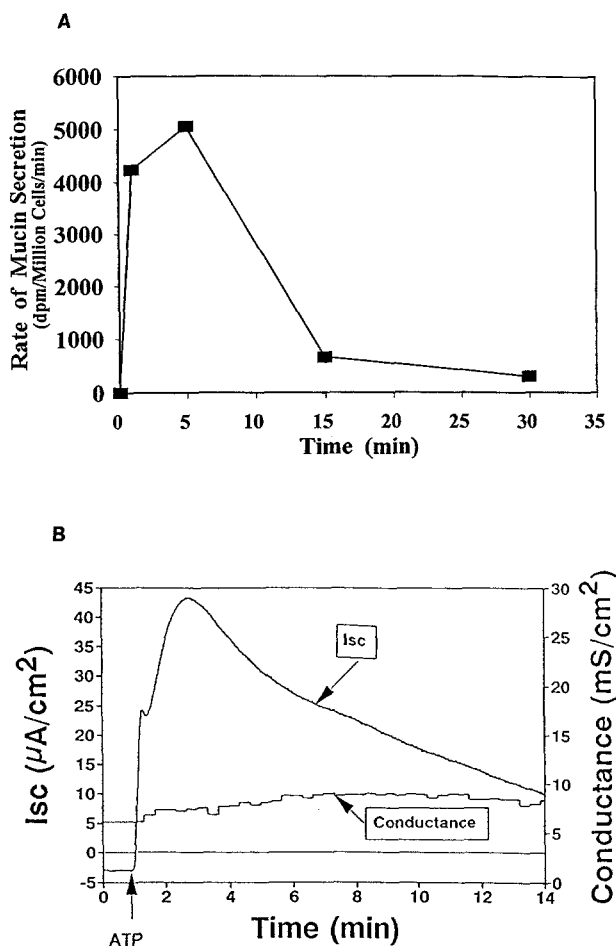 A
Rate of Mucin Secretion
(dpm/Million Cells/min)
6000
5000
4000
3000
2000
1000
0
0 5 10 15 20 25 30 35
Time (min)
B
Isc (µA/cm²)
45
40
35
30
25
20
15
10
5
0
-5
Isc
Conductance
30
25
20
15
10
5
0
Conductance (mS/cm²)
0 2 4 6 8 10 12 14
Time (min)
ATP